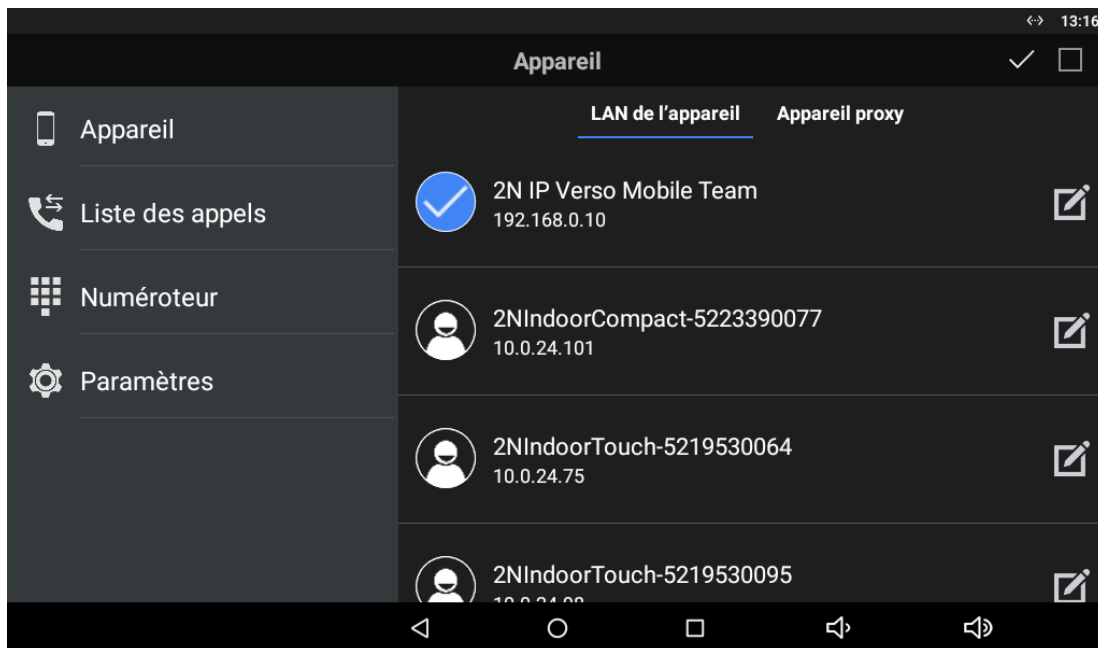 13:16
Appareil
Appareil
Liste des appels
Numéroteur
Paramètres
LAN de l’appareil Appareil proxy
2N IP Verso Mobile Team
192.168.0.10
2NIndoorCompact-5223390077
10.0.24.101
2NIndoorTouch-5219530064
10.0.24.75
2NIndoorTouch-5219530095